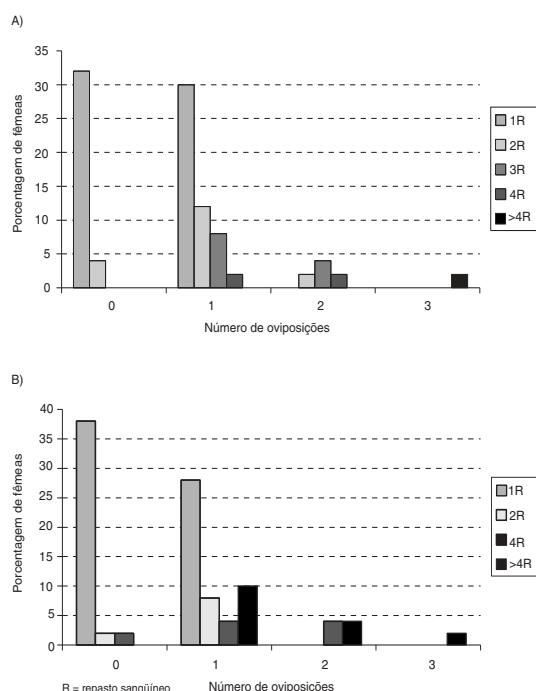 A)
35
30
25
20
15
10
5
0
Porcentagem de fêmeas
0 1 2 3
Número de oviposições
1R
2R
3R
4R
>4R
B)
40
35
30
25
20
15
10
5
0
Porcentagem de fêmeas
0 1 2 3
R = repasto sangüíneo Número de oviposições
1R
2R
4R
>4R